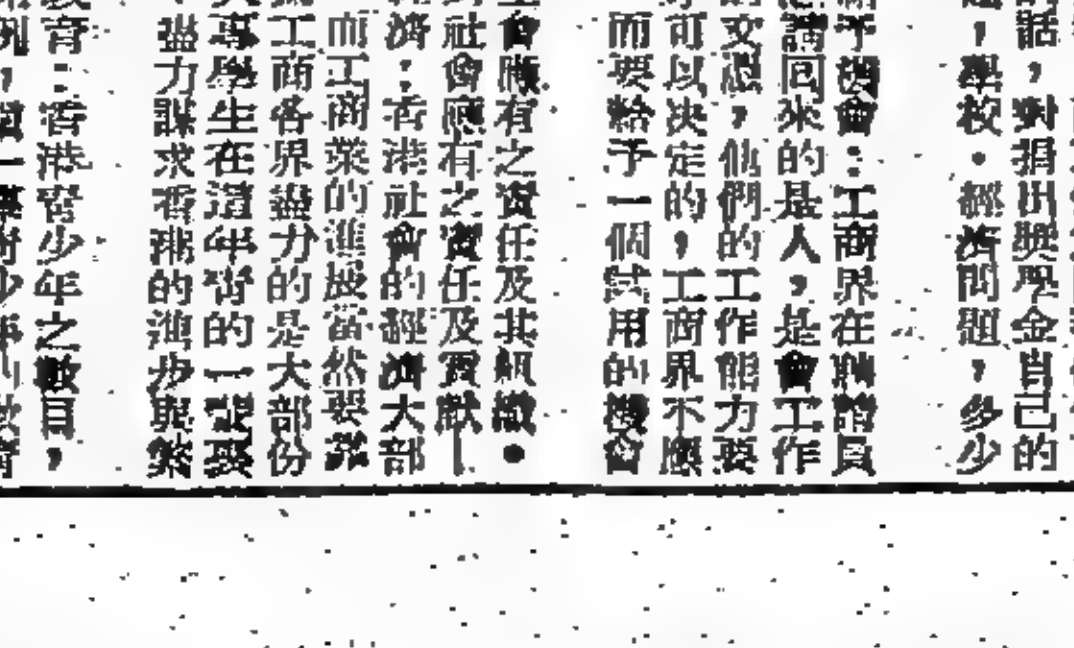 的話，對捐出獎學金自己的
，學校。經濟問題，多少
予機會：工商界在聘請員
請回來的是人，是會工作
的文憑，他們的工作能力要
可以決定的，工商界不應
而要給予一個試用的機會
會應有之責任及其組織。
社會應有之責任及貢獻—
濟：香港社會的經濟大部
而工商業的進展當然要靠
工商各界盡力的是大部份
專學生在這年青的一
盡力謀求香港的進步與繁
教育：香港青少年之數目，